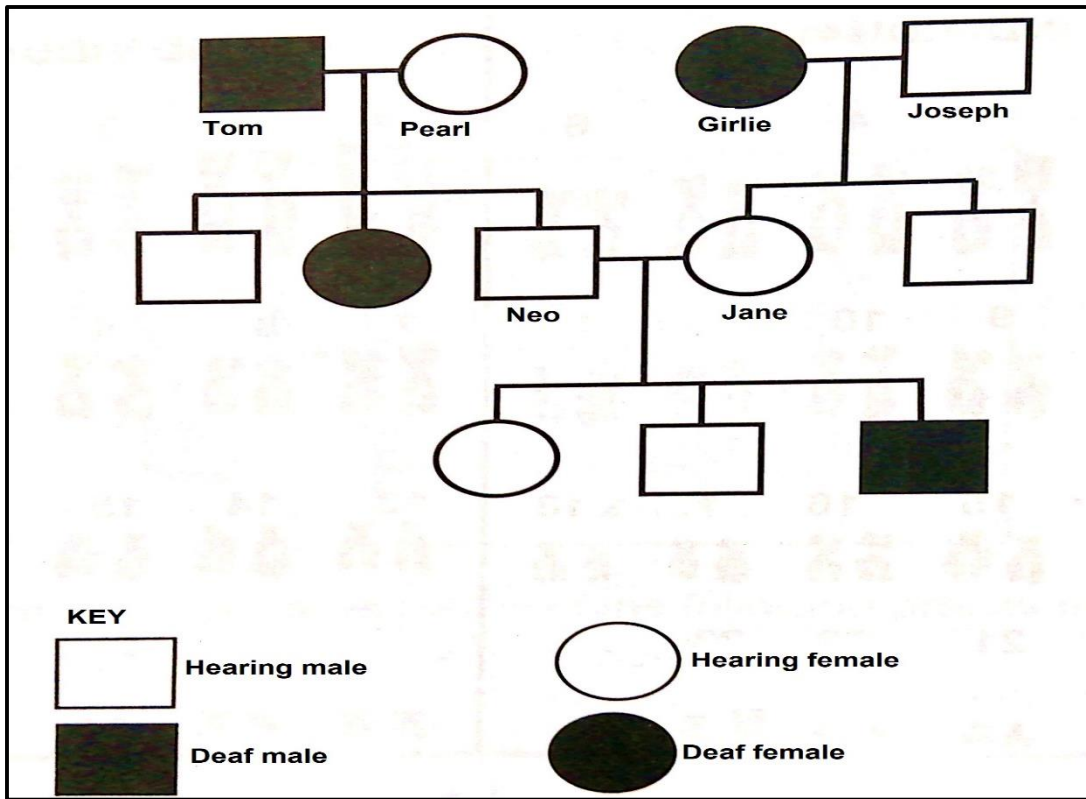 Tom
Pearl
Girlie
Joseph
Neo
Jane
KEY
Hearing male
Hearing female
Deaf male
Deaf female